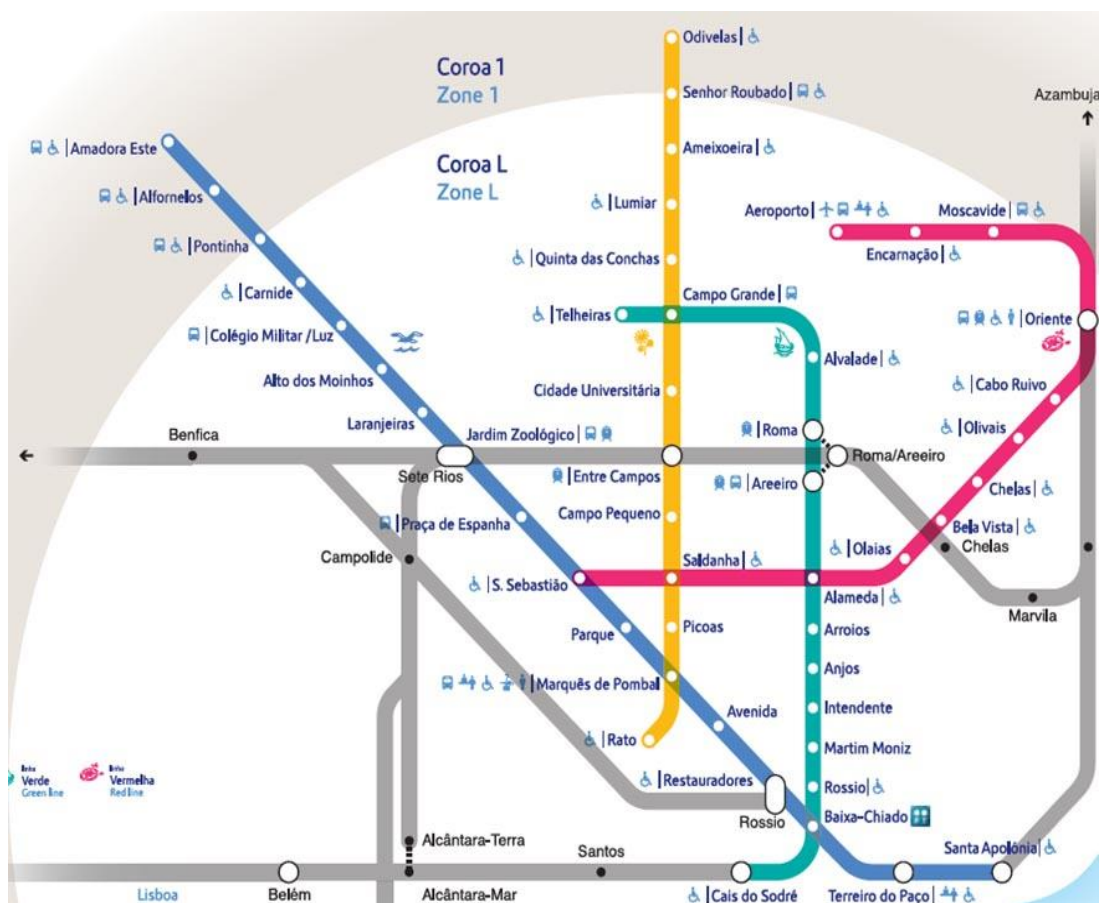 Odivelas
Coroa 1
Zone 1
Senhor Roubado
Azambuja
Amadora Este
Ameixoeira
Coroa L
Zone L
Alfornelos
Lumiar
Aeroporto
Moscavide
Pontinha
Encarnação
Quinta das Conchas
Carnide
Campo Grande
Telheiras
Oriente
Colégio Militar /Luz
Alvalade
Alto dos Moinhos
Cidade Universitária
Cabo Ruivo
Laranjeiras
Olivais
Benfica
Jardim Zoológico
Roma
Roma/Areeiro
Sete Rios
Entre Campos
Areeiro
Chelas
Campo Pequeno
Praça de Espanha
Bela Vista
Chelas
Campolide
Saldanha
Olaias
S. Sebastião
Alameda
Marvila
Parque
Picoas
Arroios
Anjos
Marquês de Pombal
Avenida
Intendente
Rato
Martim Moniz
linha
Verde
Green line
linha
Vermelha
Red line
Restauradores
Rossio
Rossio
Baixa-Chiado
Alcântara-Terra
Santos
Santa Apolónia
Lisboa
Belém
Alcântara-Mar
Cais do Sodré
Terreiro do Paço